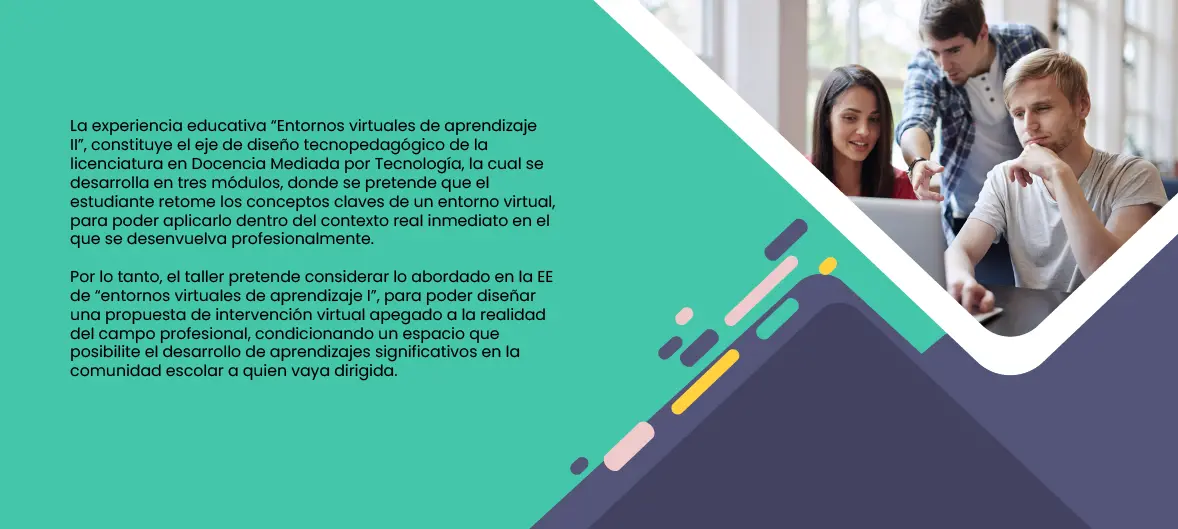 La experiencia educativa “Entornos virtuales de aprendizaje
II”, constituye el eje de diseño tecnopedagógico de la
licenciatura en Docencia Mediada por Tecnología, la cual se
desarrolla en tres módulos, donde se pretende que el
estudiante retome los conceptos claves de un entorno virtual,
para poder aplicarlo dentro del contexto real inmediato en el
que se desenvuelva profesionalmente.
Por lo tanto, el taller pretende considerar lo abordado en la EE
de “entornos virtuales de aprendizaje I”, para poder diseñar
una propuesta de intervención virtual apegado a la realidad
del campo profesional, condicionando un espacio que
posibilite el desarrollo de aprendizajes significativos en la
comunidad escolar a quien vaya dirigida.